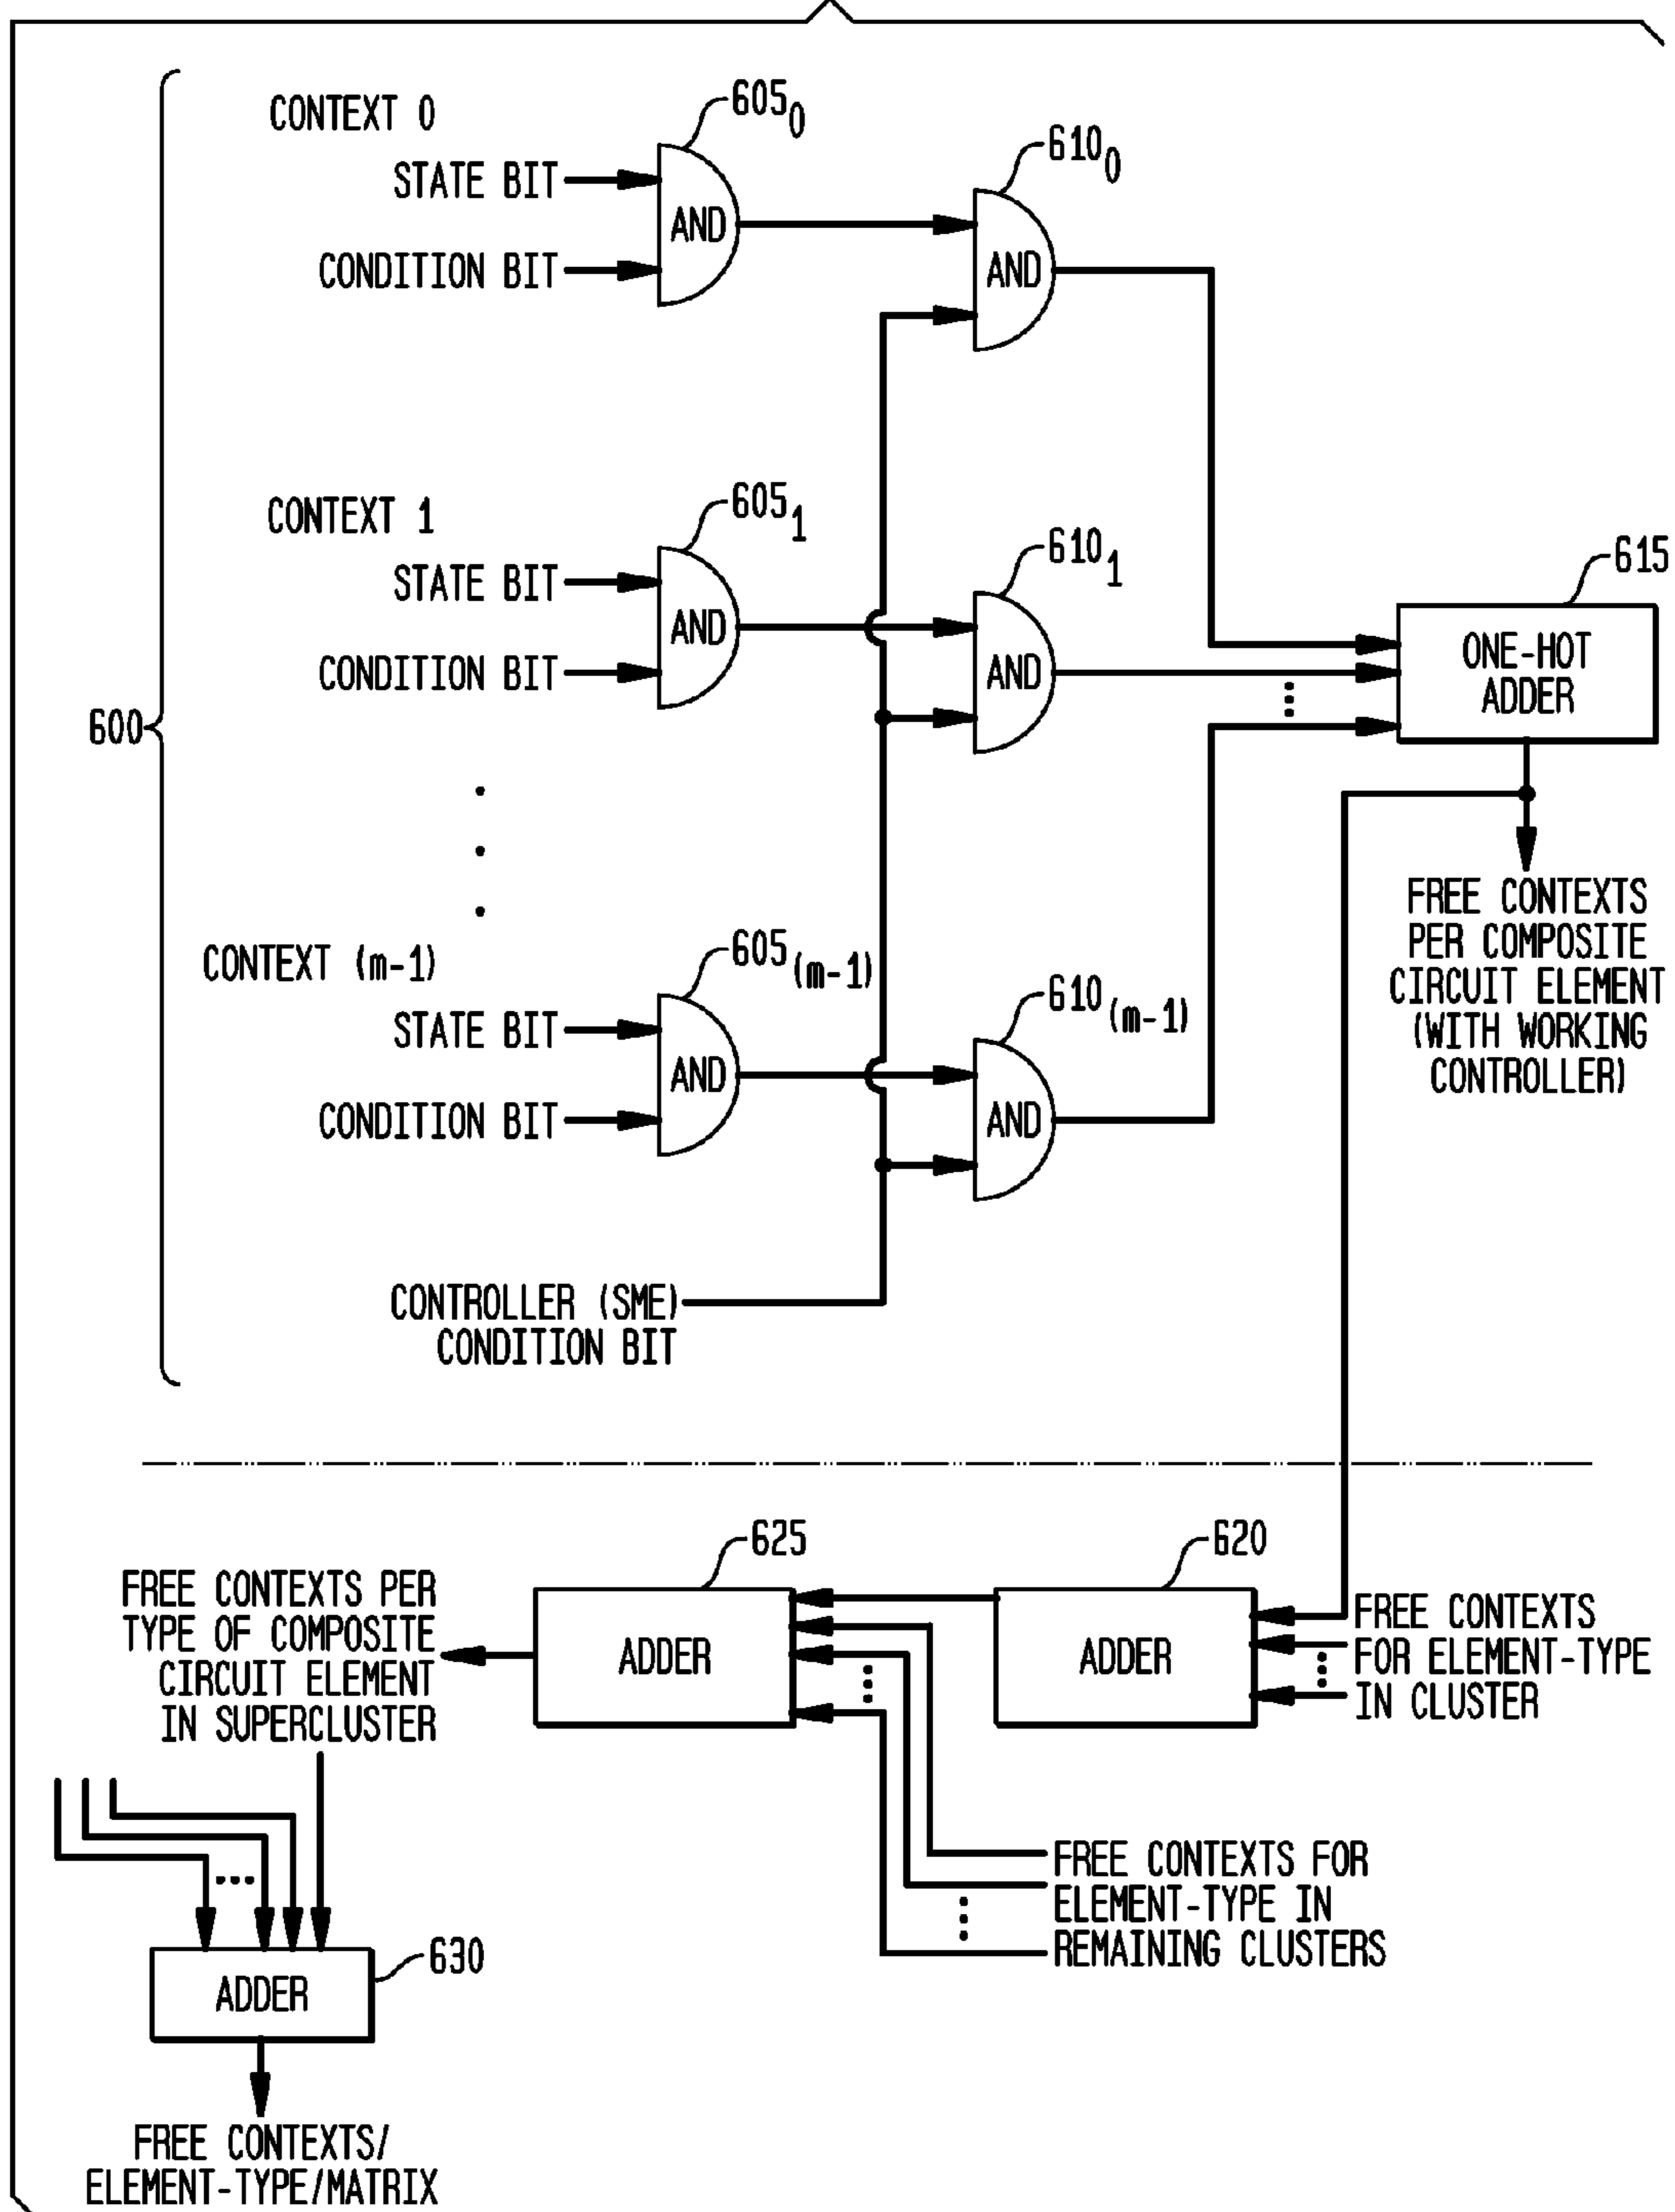 CONTEXT 0
605₀
STATE BIT
CONDITION BIT
AND
610₀
AND
CONTEXT 1
605₁
STATE BIT
CONDITION BIT
AND
610₁
AND
615
ONE-HOT
ADDER
600
FREE CONTEXTS
PER COMPOSITE
CIRCUIT ELEMENT
(WITH WORKING
CONTROLLER)
CONTEXT (m-1)
605(m-1)
STATE BIT
CONDITION BIT
AND
610(m-1)
AND
CONTROLLER (SME)
CONDITION BIT
625
620
FREE CONTEXTS PER
TYPE OF COMPOSITE
CIRCUIT ELEMENT
IN SUPERCLUSTER
ADDER
ADDER
FREE CONTEXTS
FOR ELEMENT-TYPE
IN CLUSTER
FREE CONTEXTS FOR
ELEMENT-TYPE IN
REMAINING CLUSTERS
630
ADDER
FREE CONTEXTS/
ELEMENT-TYPE/MATRIX